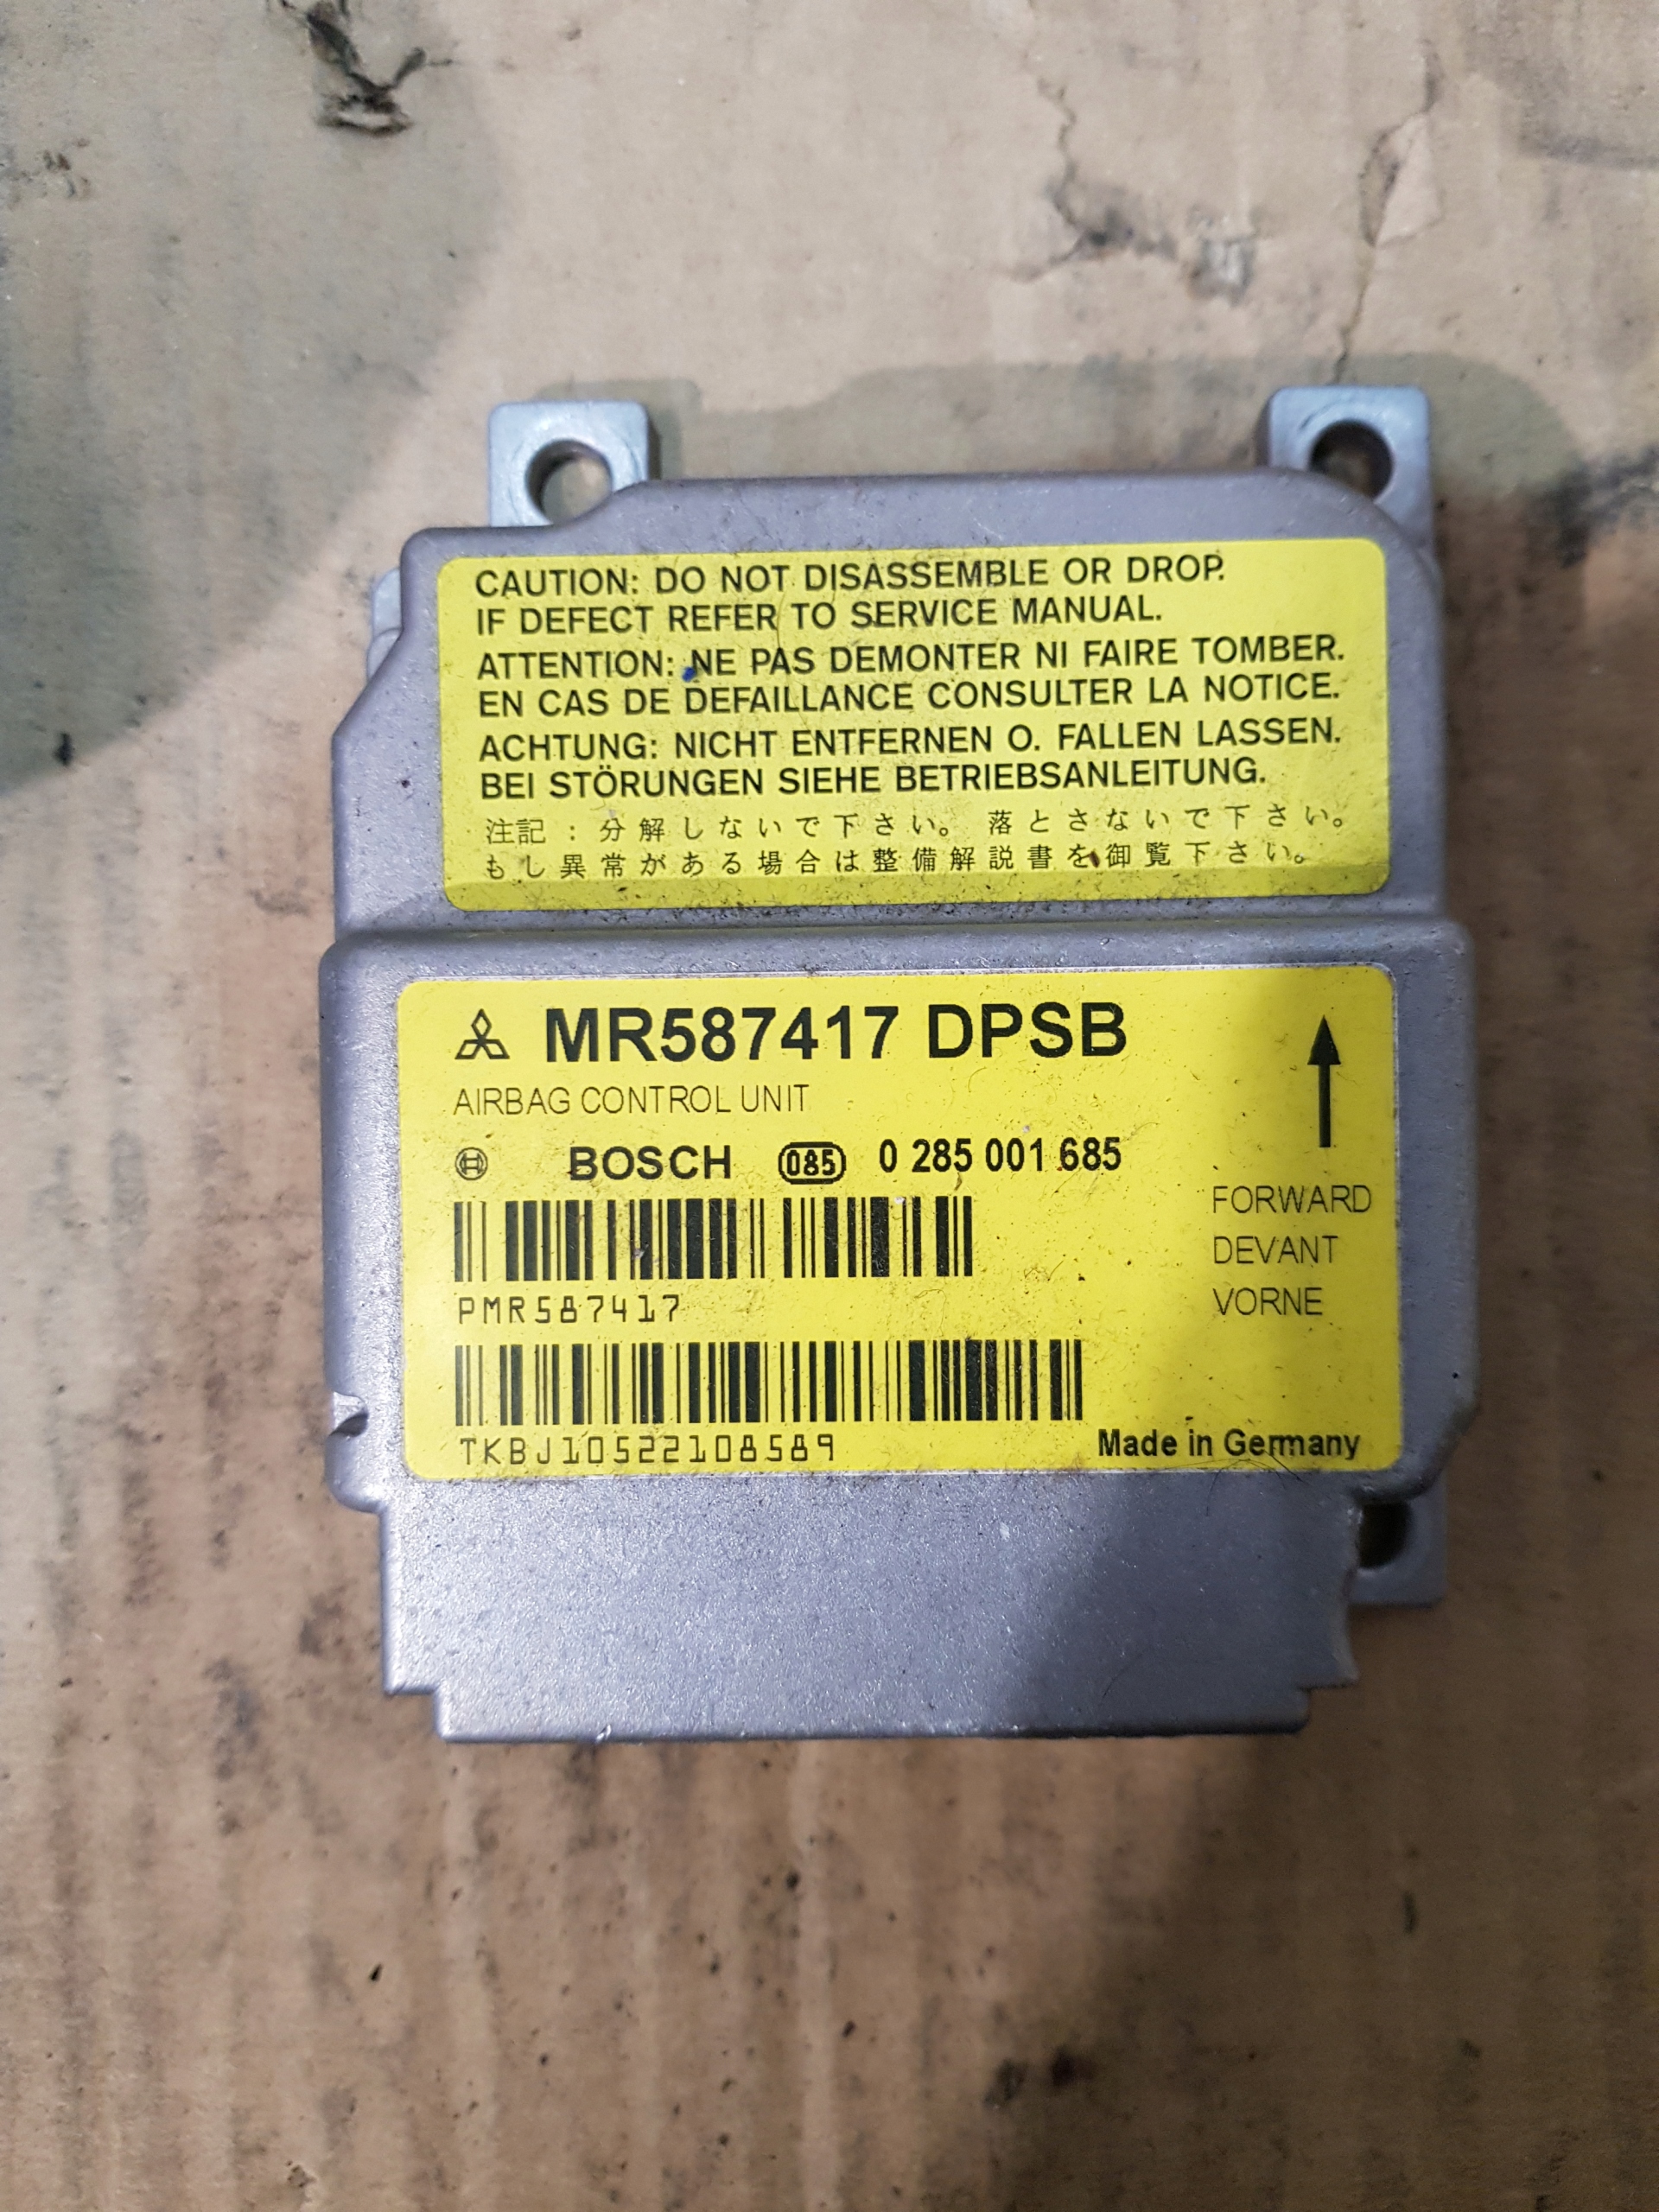 CAUTION: DO NOT DISASSEMBLE OR DROP.
IF DEFECT REFER TO SERVICE MANUAL.
ATTENTION: NE PAS DEMONTER NI FAIRE TOMBER.
EN CAS DE DEFAILLANCE CONSULTER LA NOTICE.
ACHTUNG: NICHT ENTFERNEN O. FALLEN LASSEN.
BEI STÖRUNGEN SIEHE BETRIEBSANLEITUNG.
注記 : 分解しないで下さい。 落とさないで下さい。
もし異常がある場合は整備解説書を御覧下さい。
MR587417 DPSB
AIRBAG CONTROL UNIT
BOSCH 085 0 285 001 685
FORWARD
DEVANT
VORNE
PMR587417
TKBJ10522108589
Made in Germany